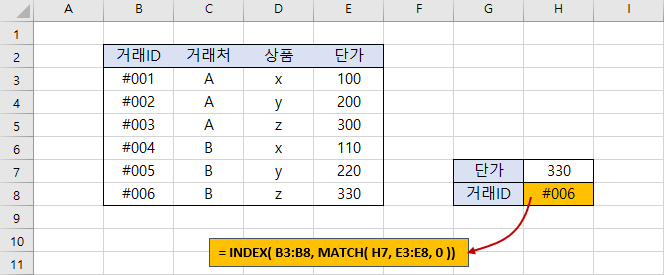 A B C D E F G H I
1
2 거래ID 거래처 상품 단가
3 #001 A x 100
4 #002 A y 200
5 #003 A z 300
6 #004 B x 110
7 #005 B y 220 단가 330
8 #006 B z 330 거래ID #006
9
10
= INDEX( B3:B8, MATCH( H7, E3:E8, 0 ))
11